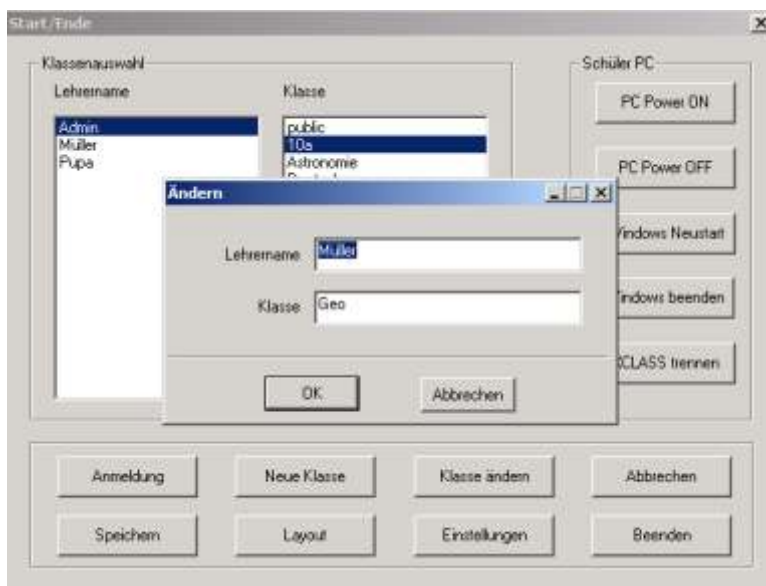 Start/Ende
Klassenauswahl
Lehrername
Klasse
Admin
Müller
Pupa
public
10a
Astronomie
Schüler PC
PC Power ON
PC Power OFF
Windows Neustart
Windows beenden
CLASS trennen
Ändern
Lehrername
Müller
Klasse
Geo
OK
Abbrechen
Anmeldung
Neue Klasse
Klasse ändern
Abbrechen
Speichern
Layout
Einstellungen
Beenden